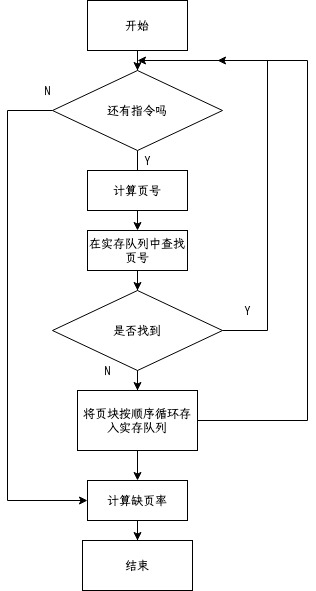 开始
N
还有指令吗
Y
计算页号
在实存队列中查找
页号
是否找到
Y
N
将页块按顺序循环存
入实存队列
计算缺页率
结束